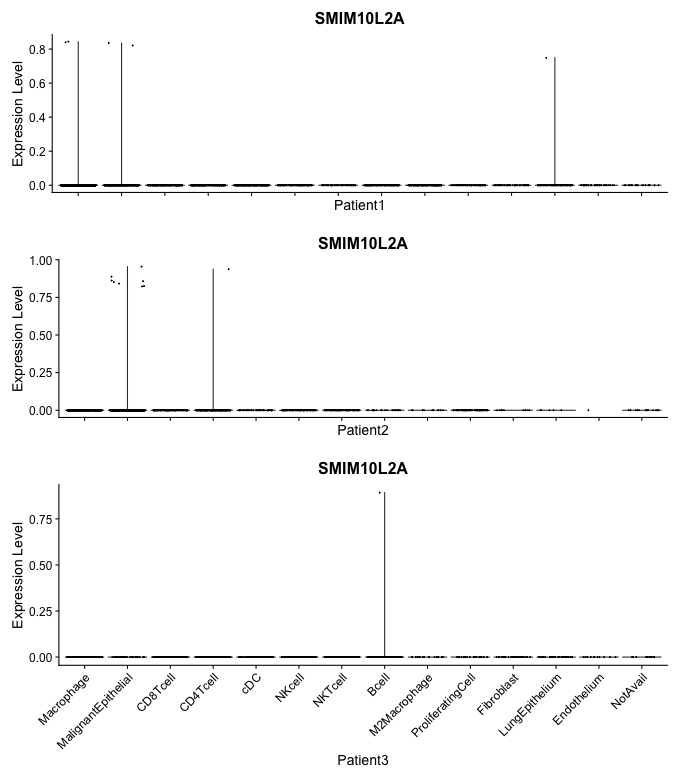 SMIM10L2A
Expression Level
0.8
0.6
0.4
0.2
0.0
Patient1
SMIM10L2A
Expression Level
1.00
0.75
0.50
0.25
0.00
Patient2
SMIM10L2A
Expression Level
0.75
0.50
0.25
0.00
Macrophage
MalignantEpithelial
CD8Tcell
CD4Tcell
cDC
NKcell
NKTcell
Bcell
M2Macrophage
ProliferatingCell
Fibroblast
LungEpithelium
Endothelium
NotAvail
Patient3